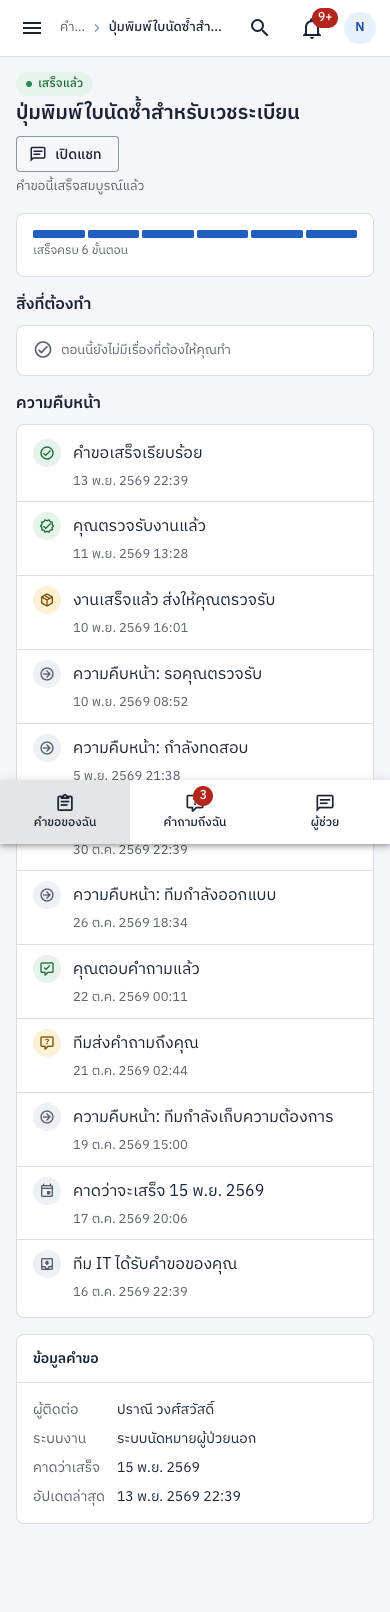 คำ... › ปุ่มพิมพ์ใบนัดซ้ำสำ...
9+
N
เสร็จแล้ว
ปุ่มพิมพ์ใบนัดซ้ำสำหรับเวชระเบียน
เปิดแชท
คำขอนี้เสร็จสมบูรณ์แล้ว
เสร็จครบ 6 ขั้นตอน
สิ่งที่ต้องทำ
ตอนนี้ยังไม่มีเรื่องที่ต้องให้คุณทำ
ความคืบหน้า
คำขอเสร็จเรียบร้อย
13 พ.ย. 2569 22:39
คุณตรวจรับงานแล้ว
11 พ.ย. 2569 13:28
งานเสร็จแล้ว ส่งให้คุณตรวจรับ
10 พ.ย. 2569 16:01
ความคืบหน้า: รอคุณตรวจรับ
10 พ.ย. 2569 08:52
ความคืบหน้า: กำลังทดสอบ
5 พ.ย. 2569 21:38
3
คำขอของฉัน
คำถามถึงฉัน
ผู้ช่วย
30 ต.ค. 2569 22:39
ความคืบหน้า: ทีมกำลังออกแบบ
26 ต.ค. 2569 18:34
คุณตอบคำถามแล้ว
22 ต.ค. 2569 00:11
ทีมส่งคำถามถึงคุณ
21 ต.ค. 2569 02:44
ความคืบหน้า: ทีมกำลังเก็บความต้องการ
19 ต.ค. 2569 15:00
คาดว่าจะเสร็จ 15 พ.ย. 2569
17 ต.ค. 2569 20:06
ทีม IT ได้รับคำขอของคุณ
16 ต.ค. 2569 22:39
ข้อมูลคำขอ
ผู้ติดต่อ ปราณี วงศ์สวัสดิ์
ระบบงาน ระบบนัดหมายผู้ป่วยนอก
คาดว่าเสร็จ 15 พ.ย. 2569
อัปเดตล่าสุด 13 พ.ย. 2569 22:39